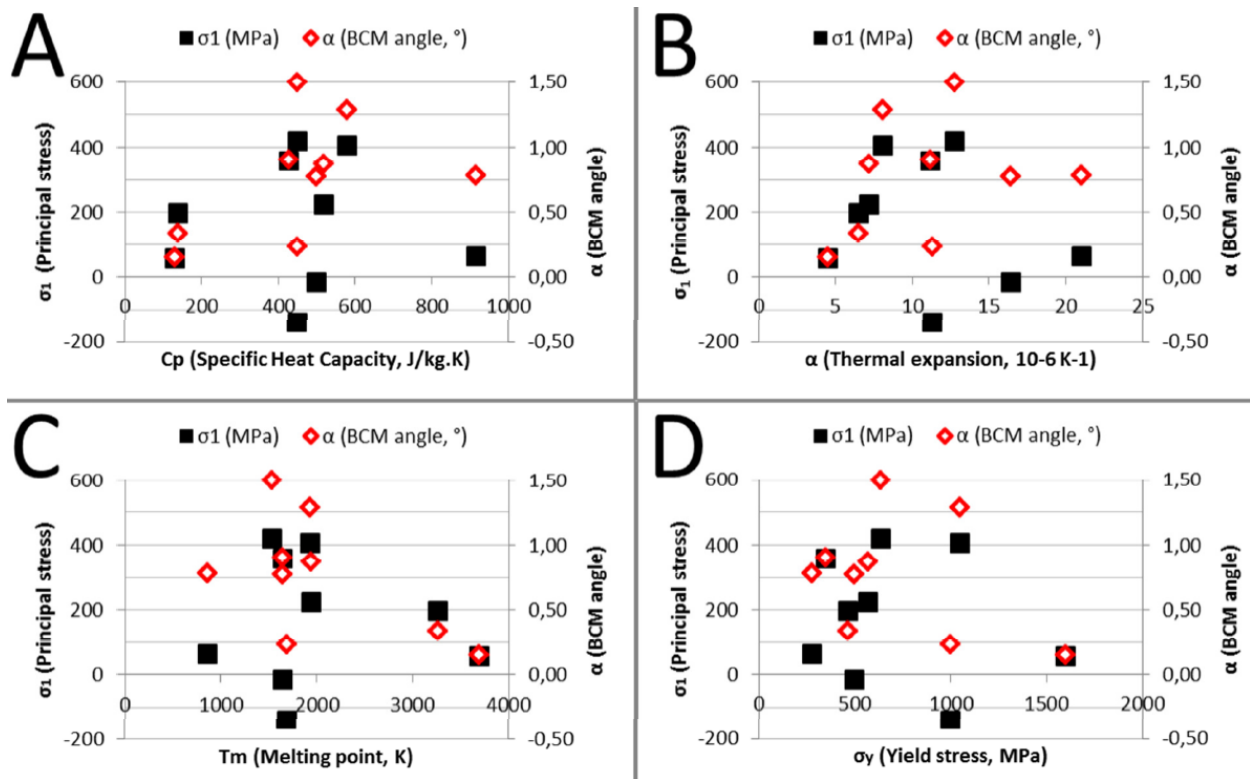 A
σ1 (MPa) α (BCM angle, °)
σ1 (Principal stress)
600
400
200
0
-200
0 200 400 600 800 1000
1,50
1,00
0,50
0,00
-0,50
α (BCM angle)
Cp (Specific Heat Capacity, J/kg.K)
B
σ1 (MPa) α (BCM angle, °)
σ1 (Principal stress)
600
400
200
0
-200
0 5 10 15 20 25
1,50
1,00
0,50
0,00
-0,50
α (BCM angle)
α (Thermal expansion, 10-6 K-1)
C
σ1 (MPa) α (BCM angle, °)
σ1 (Principal stress)
600
400
200
0
-200
0 1000 2000 3000 4000
1,50
1,00
0,50
0,00
-0,50
α (BCM angle)
Tm (Melting point, K)
D
σ1 (MPa) α (BCM angle, °)
σ1 (Principal stress)
600
400
200
0
-200
0 500 1000 1500 2000
1,50
1,00
0,50
0,00
-0,50
α (BCM angle)
σy (Yield stress, MPa)